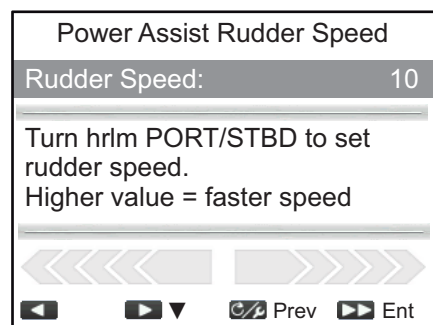 Power Assist Rudder Speed
Rudder Speed: 10
Turn hrlm PORT/STBD to set
rudder speed.
Higher value = faster speed
Prev Ent